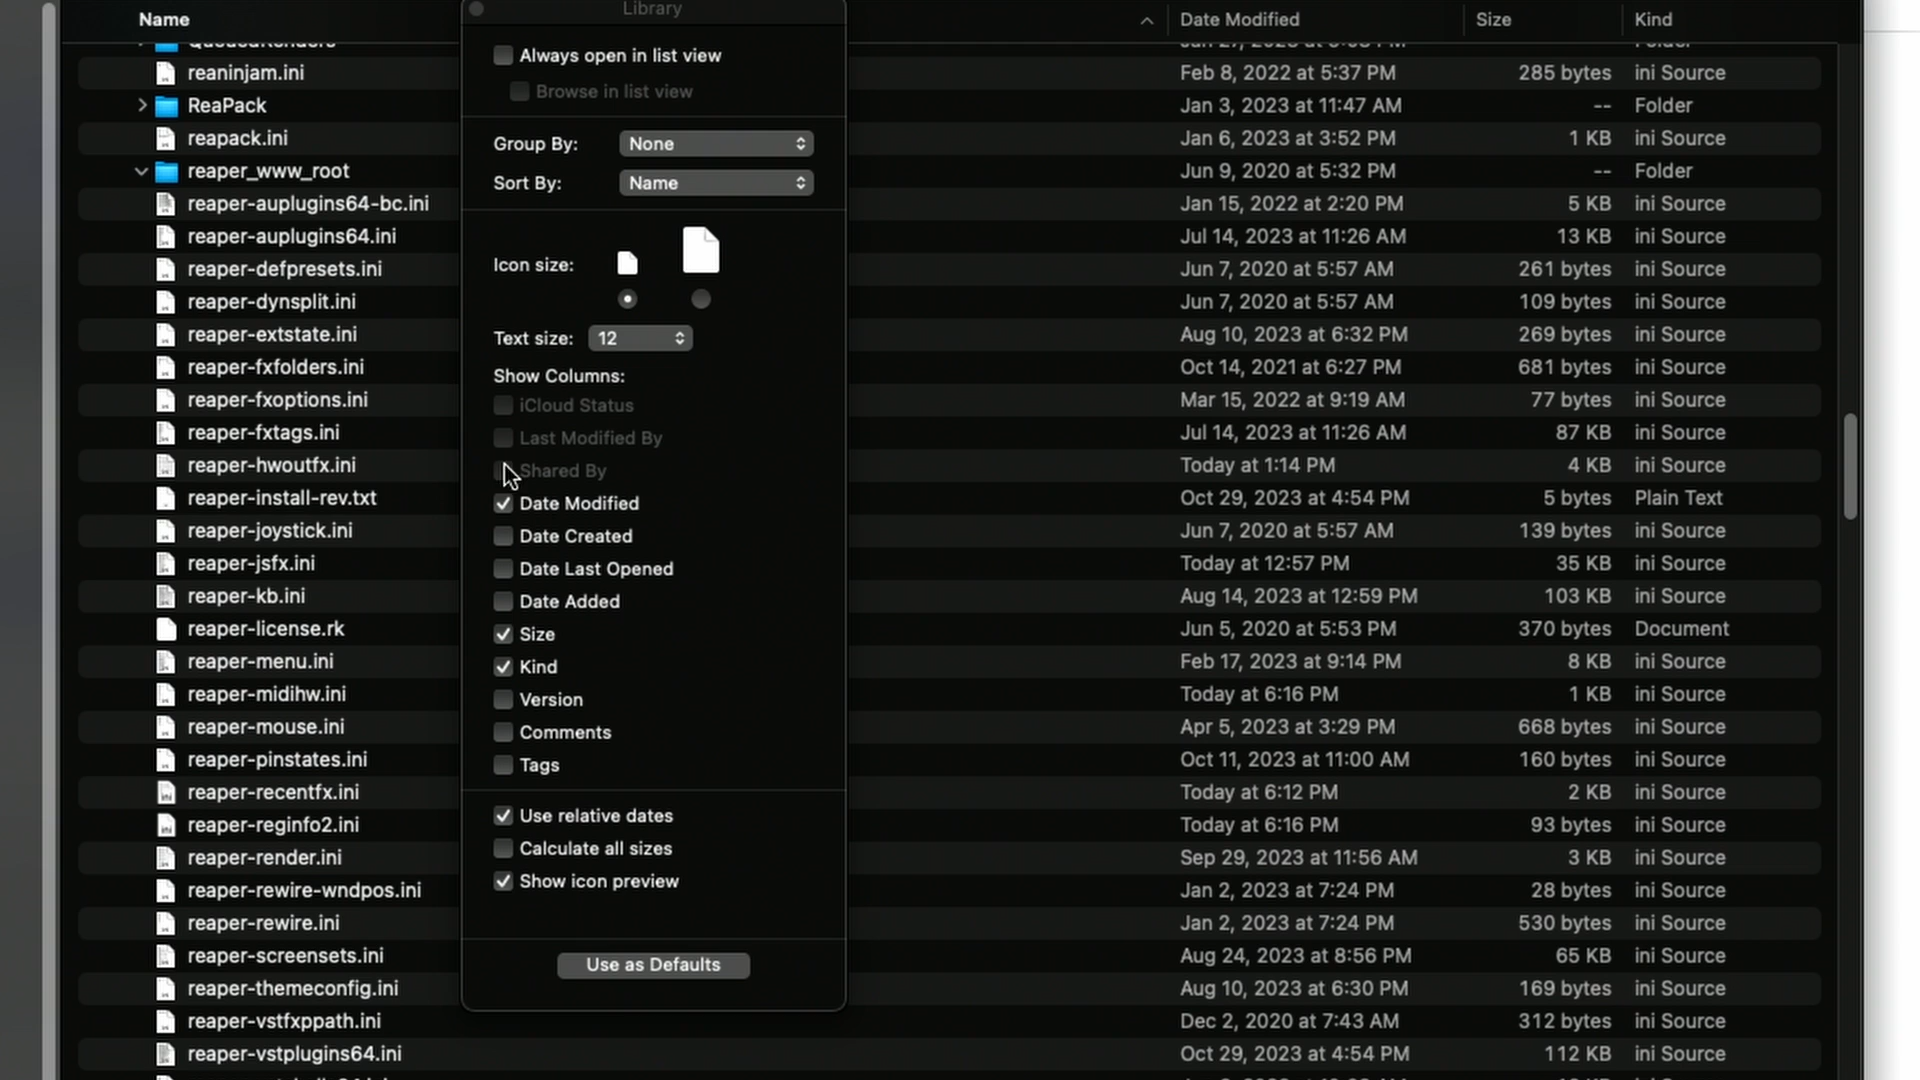 Library
Name
Date Modified
Size
Kind
reaninjam.ini Feb 8, 2022 at 5:37 PM 285 bytes ini Source
ReaPack Jan 3, 2023 at 11:47 AM -- Folder
reapack.ini Jan 6, 2023 at 3:52 PM 1 KB ini Source
reaper_www_root Jun 9, 2020 at 5:32 PM -- Folder
reaper-auplugins64-bc.ini Jan 15, 2022 at 2:20 PM 5 KB ini Source
reaper-auplugins64.ini Jul 14, 2023 at 11:26 AM 13 KB ini Source
reaper-defpresets.ini Jun 7, 2020 at 5:57 AM 261 bytes ini Source
reaper-dynsplit.ini Jun 7, 2020 at 5:57 AM 109 bytes ini Source
reaper-extstate.ini Aug 10, 2023 at 6:32 PM 269 bytes ini Source
reaper-fxfolders.ini Oct 14, 2021 at 6:27 PM 681 bytes ini Source
reaper-fxoptions.ini Mar 15, 2022 at 9:19 AM 77 bytes ini Source
reaper-fxtags.ini Jul 14, 2023 at 11:26 AM 87 KB ini Source
reaper-hwoutfx.ini Today at 1:14 PM 4 KB ini Source
reaper-install-rev.txt Oct 29, 2023 at 4:54 PM 5 bytes Plain Text
reaper-joystick.ini Jun 7, 2020 at 5:57 AM 139 bytes ini Source
reaper-jsfx.ini Today at 12:57 PM 35 KB ini Source
reaper-kb.ini Aug 14, 2023 at 12:59 PM 103 KB ini Source
reaper-license.rk Jun 5, 2020 at 5:53 PM 370 bytes Document
reaper-menu.ini Feb 17, 2023 at 9:14 PM 8 KB ini Source
reaper-midihw.ini Today at 6:16 PM 1 KB ini Source
reaper-mouse.ini Apr 5, 2023 at 3:29 PM 668 bytes ini Source
reaper-pinstates.ini Oct 11, 2023 at 11:00 AM 160 bytes ini Source
reaper-recentfx.ini Today at 6:12 PM 2 KB ini Source
reaper-reginfo2.ini Today at 6:16 PM 93 bytes ini Source
reaper-render.ini Sep 29, 2023 at 11:56 AM 3 KB ini Source
reaper-rewire-wndpos.ini Jan 2, 2023 at 7:24 PM 28 bytes ini Source
reaper-rewire.ini Jan 2, 2023 at 7:24 PM 530 bytes ini Source
reaper-screensets.ini Aug 24, 2023 at 8:56 PM 65 KB ini Source
reaper-themeconfig.ini Aug 10, 2023 at 6:30 PM 169 bytes ini Source
reaper-vstfxppath.ini Dec 2, 2020 at 7:43 AM 312 bytes ini Source
reaper-vstplugins64.ini Oct 29, 2023 at 4:54 PM 112 KB ini Source
Always open in list view
Browse in list view
Group By: None
Sort By: Name
Icon size:
Text size: 12
Show Columns:
iCloud Status
Last Modified By
Shared By
Date Modified
Date Created
Date Last Opened
Date Added
Size
Kind
Version
Comments
Tags
Use relative dates
Calculate all sizes
Show icon preview
Use as Defaults